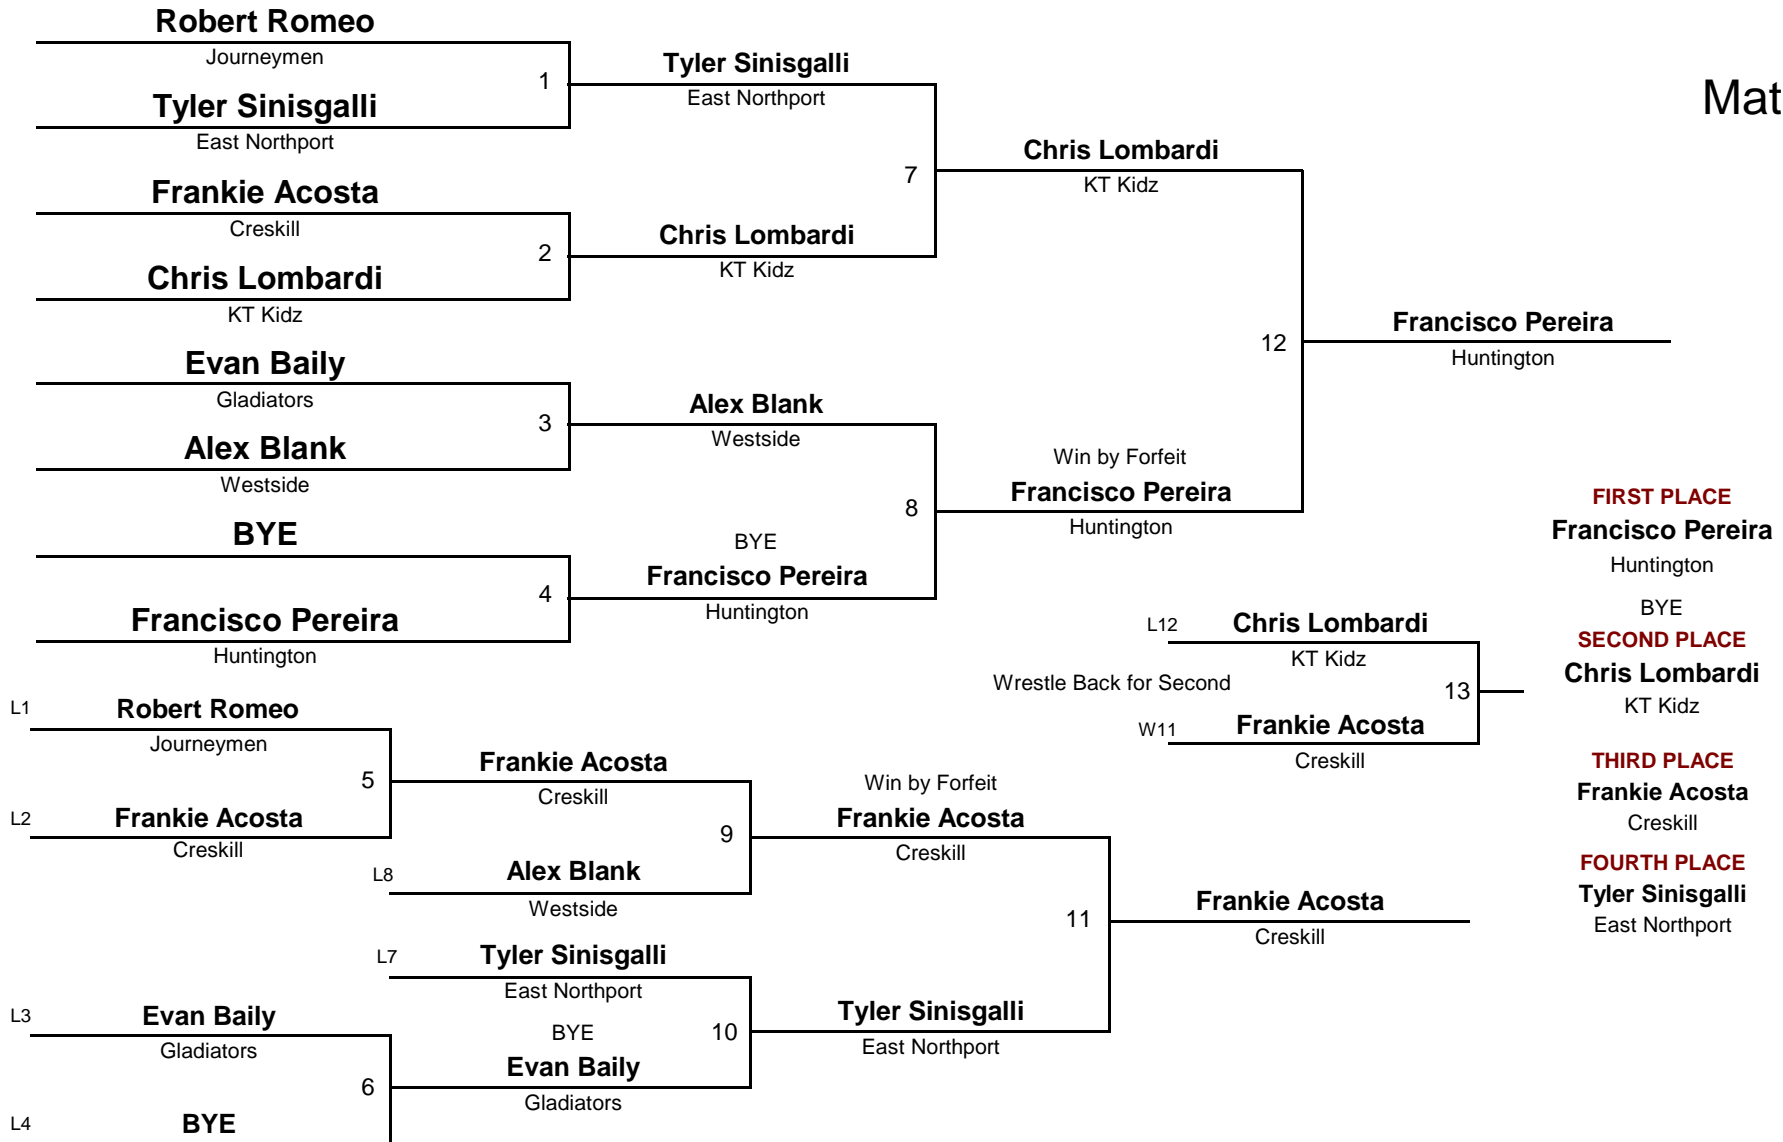 Robert Romeo
Journeymen
1
Tyler Sinisgalli
East Northport
Tyler Sinisgalli
East Northport
Mat
Frankie Acosta
Creskill
2
Chris Lombardi
KT Kidz
Chris Lombardi
KT Kidz
7
Chris Lombardi
KT Kidz
Evan Baily
Gladiators
3
Alex Blank
Westside
Alex Blank
Westside
BYE
4
Francisco Pereira
Huntington
BYE
Francisco Pereira
Huntington
8
Win by Forfeit
Francisco Pereira
Huntington
12
Francisco Pereira
Huntington
FIRST PLACE
Francisco Pereira
Huntington
BYE
SECOND PLACE
Chris Lombardi
KT Kidz
THIRD PLACE
Frankie Acosta
Creskill
FOURTH PLACE
Tyler Sinisgalli
East Northport
L12
Chris Lombardi
KT Kidz
Wrestle Back for Second
13
W11
Frankie Acosta
Creskill
L1
Robert Romeo
Journeymen
5
L2
Frankie Acosta
Creskill
Frankie Acosta
Creskill
9
L8
Alex Blank
Westside
Win by Forfeit
Frankie Acosta
Creskill
11
Frankie Acosta
Creskill
L7
Tyler Sinisgalli
East Northport
BYE
10
Evan Baily
Gladiators
Tyler Sinisgalli
East Northport
L3
Evan Baily
Gladiators
6
L4
BYE